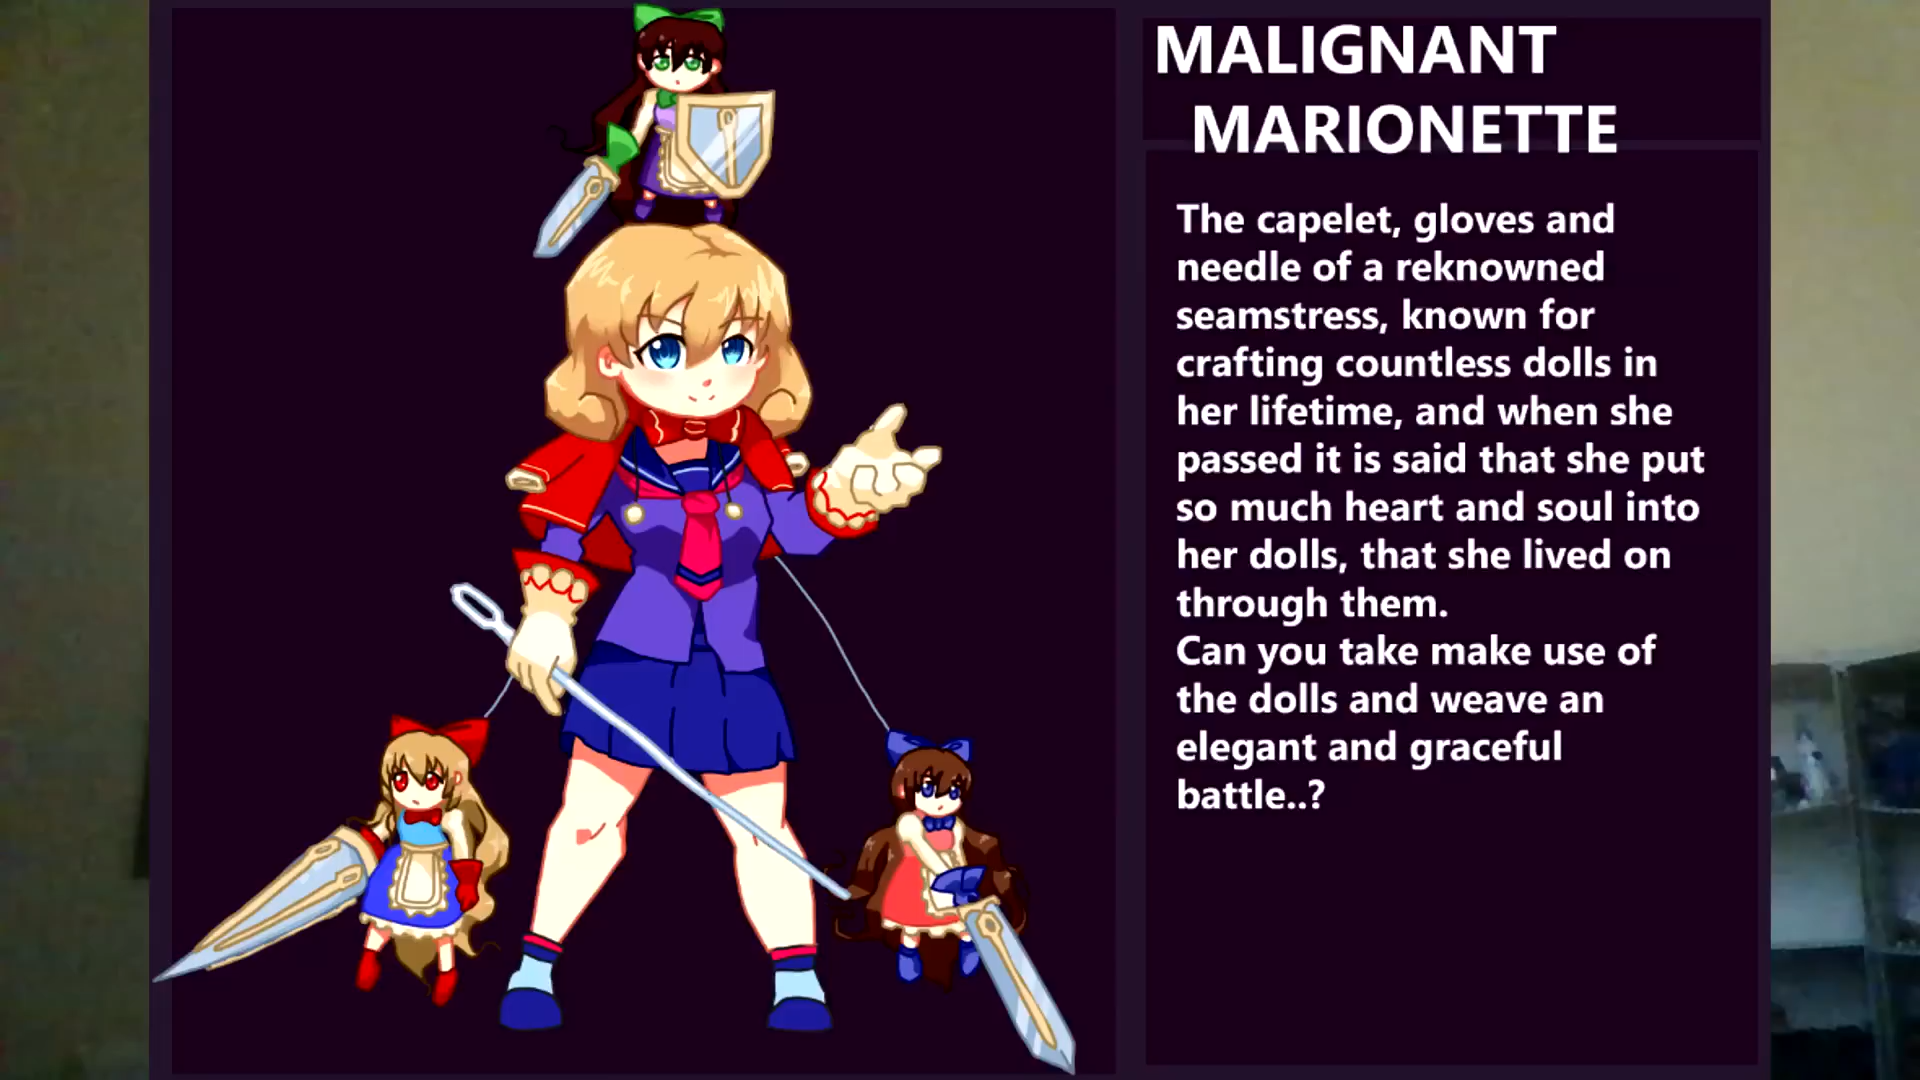 MALIGNANT
MARIONETTE
The capelet, gloves and
needle of a reknowned
seamstress, known for
crafting countless dolls in
her lifetime, and when she
passed it is said that she put
so much heart and soul into
her dolls, that she lived on
through them.
Can you take make use of
the dolls and weave an
elegant and graceful
battle..?